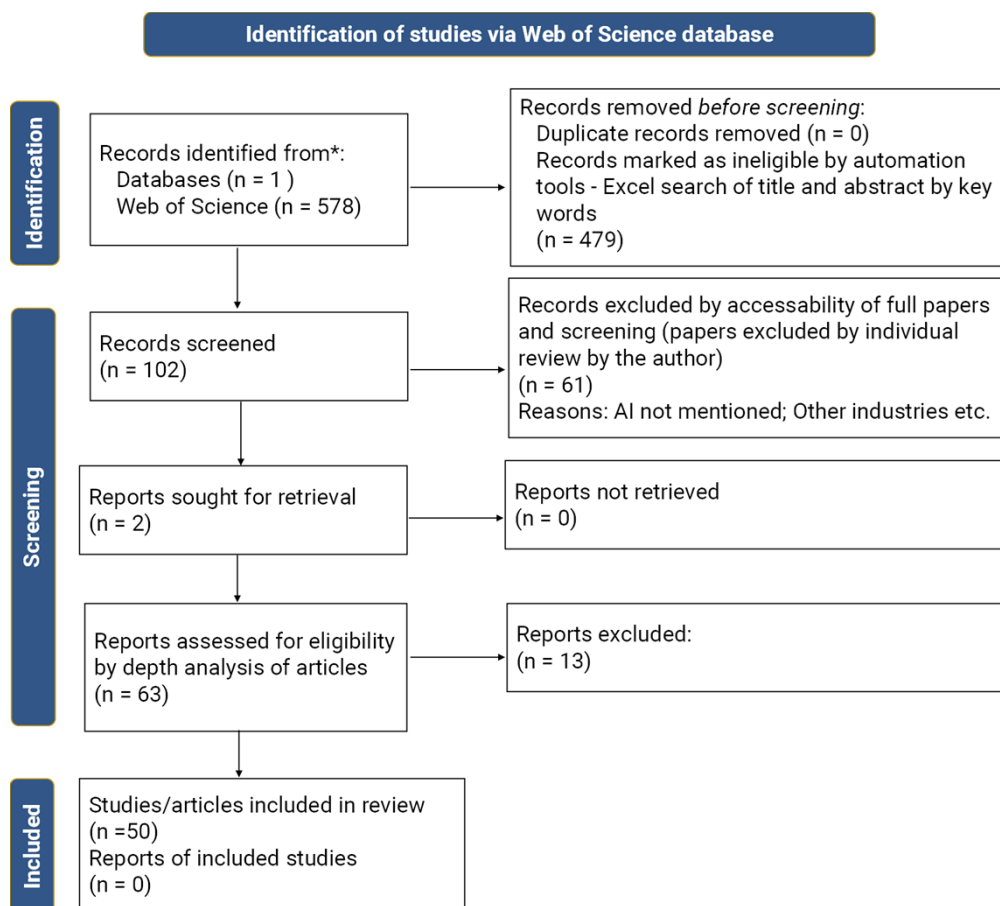 Identification of studies via Web of Science database
Identification
Records identified from*:
Databases (n = 1 )
Web of Science (n = 578)
Records removed before screening:
Duplicate records removed (n = 0)
Records marked as ineligible by automation
tools - Excel search of title and abstract by key
words
(n = 479)
Screening
Records screened
(n = 102)
Records excluded by accessability of full papers
and screening (papers excluded by individual
review by the author)
(n = 61)
Reasons: AI not mentioned; Other industries etc.
Reports sought for retrieval
(n = 2)
Reports not retrieved
(n = 0)
Reports assessed for eligibility
by depth analysis of articles
(n = 63)
Reports excluded:
(n = 13)
Included
Studies/articles included in review
(n =50)
Reports of included studies
(n = 0)